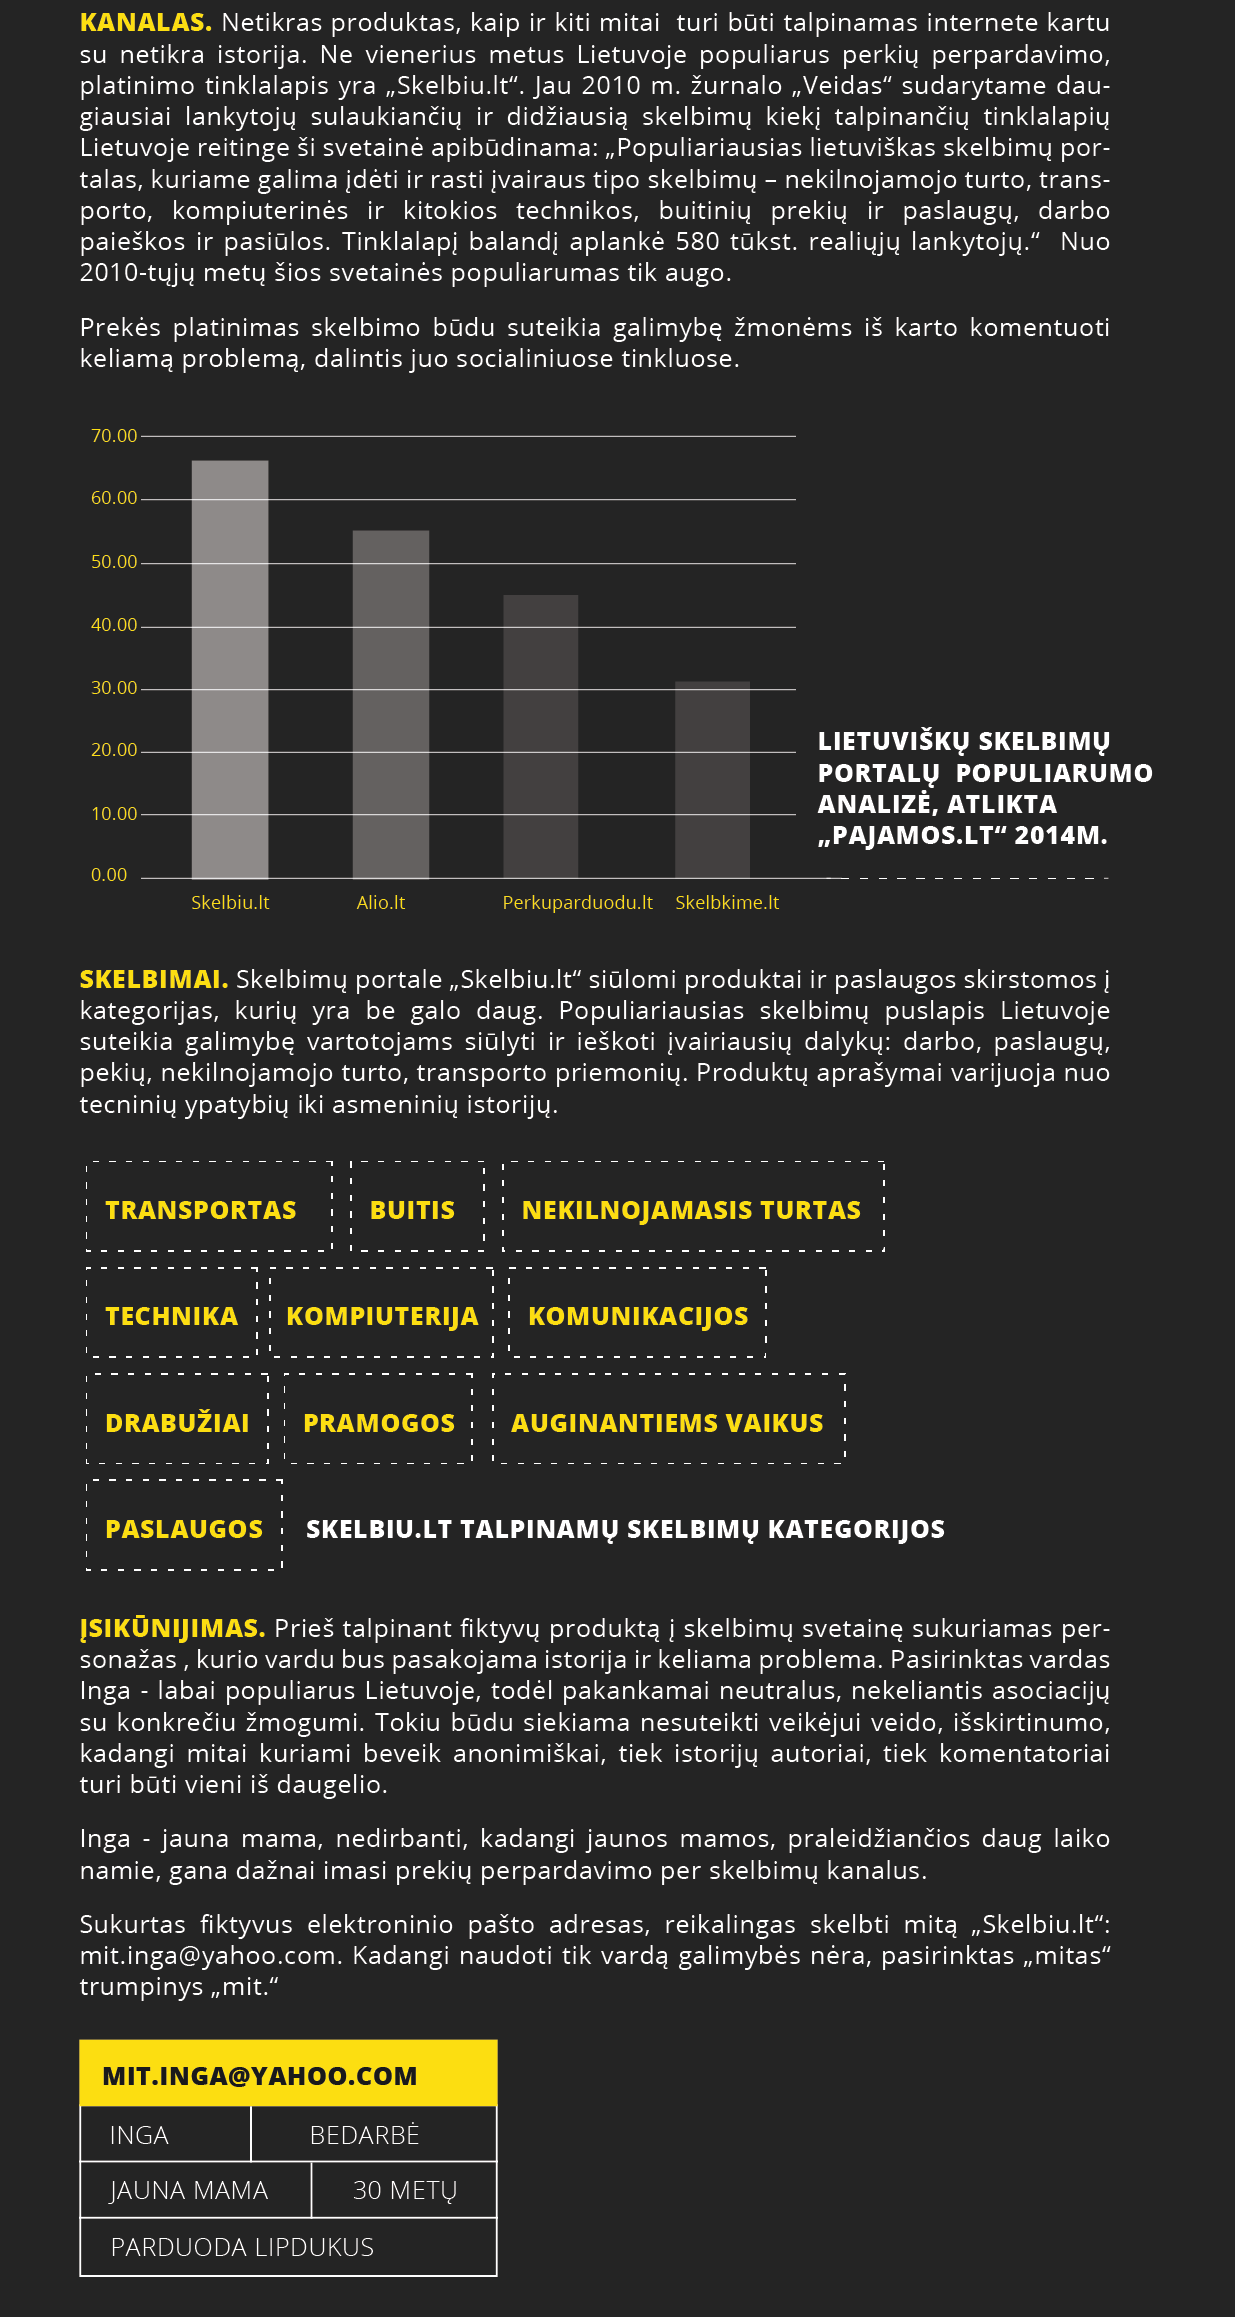 KANALAS. Netikras produktas, kaip ir kiti mitai turi būti talpinamas internete kartu
su netikra istorija. Ne vienerius metus Lietuvoje populiarus perkių perpardavimo,
platinimo tinklalapis yra „Skelbiu.lt“. Jau 2010 m. žurnalo „Veidas“ sudarytame dau-
giausiai lankytojų sulaukiančių ir didžiausią skelbimų kiekį talpinančių tinklalapių
Lietuvoje reitinge ši svetainė apibūdinama: „Populiariausias lietuviškas skelbimų por-
talas, kuriame galima įdėti ir rasti įvairaus tipo skelbimų – nekilnojamojo turto, trans-
porto, kompiuterinės ir kitokios technikos, buitinių prekių ir paslaugų, darbo
paieškos ir pasiūlos. Tinklalapį balandį aplankė 580 tūkst. realiųjų lankytojų.“ Nuo
2010-tųjų metų šios svetainės populiarumas tik augo.
Prekės platinimas skelbimo būdu suteikia galimybę žmonėms iš karto komentuoti
keliamą problemą, dalintis juo socialiniuose tinkluose.
70.00
60.00
50.00
40.00
30.00
20.00
10.00
0.00
Skelbiu.lt Alio.lt Perkuparduodu.lt Skelbkime.lt
LIETUVIŠKŲ SKELBIMŲ
PORTALŲ POPULIARUMO
ANALIZĖ, ATLIKTA
„PAJAMOS.LT“ 2014M.
SKELBIMAI. Skelbimų portale „Skelbiu.lt“ siūlomi produktai ir paslaugos skirstomos į
kategorijas, kurių yra be galo daug. Populiariausias skelbimų puslapis Lietuvoje
suteikia galimybę vartotojams siūlyti ir ieškoti įvairiausių dalykų: darbo, paslaugų,
pekių, nekilnojamojo turto, transporto priemonių. Produktų aprašymai varijuoja nuo
tecninių ypatybių iki asmeninių istorijų.
TRANSPORTAS BUITIS NEKILNOJAMASIS TURTAS
TECHNIKA KOMPIUTERIJA KOMUNIKACIJOS
DRABUŽIAI PRAMOGOS AUGINANTIEMS VAIKUS
PASLAUGOS SKELBIU.LT TALPINAMŲ SKELBIMŲ KATEGORIJOS
ĮSIKŪNIJIMAS. Prieš talpinant fiktyvų produktą į skelbimų svetainę sukuriamas per-
sonažas , kurio vardu bus pasakojama istorija ir keliama problema. Pasirinktas vardas
Inga - labai populiarus Lietuvoje, todėl pakankamai neutralus, nekeliantis asociacijų
su konkrečiu žmogumi. Tokiu būdu siekiama nesuteikti veikėjui veido, išskirtinumo,
kadangi mitai kuriami beveik anonimiškai, tiek istorijų autoriai, tiek komentatoriai
turi būti vieni iš daugelio.
Inga - jauna mama, nedirbanti, kadangi jaunos mamos, praleidžiančios daug laiko
namie, gana dažnai imasi prekių perpardavimo per skelbimų kanalus.
Sukurtas fiktyvus elektroninio pašto adresas, reikalingas skelbti mitą „Skelbiu.lt“:
mit.inga@yahoo.com. Kadangi naudoti tik vardą galimybės nėra, pasirinktas „mitas“
trumpinys „mit.“
MIT.INGA@YAHOO.COM
INGA BEDARBĖ
JAUNA MAMA 30 METŲ
PARDUODA LIPDUKUS